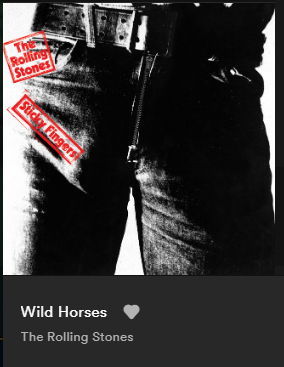 The
Rolling
Stones
Sticky Fingers
Wild Horses
The Rolling Stones